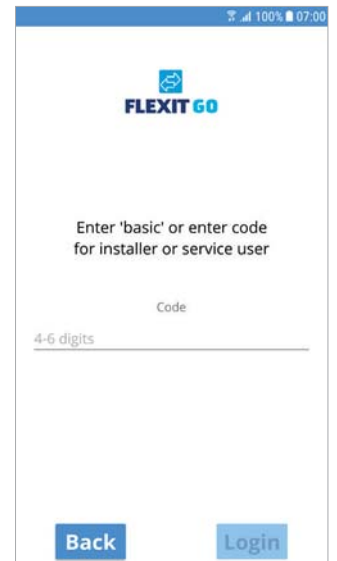 100% 07:00
FLEXIT GO
Enter 'basic' or enter code
for installer or service user
Code
4-6 digits
Back
Login